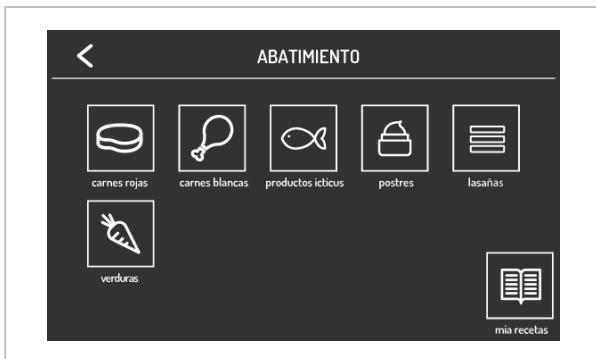 ABATIMIENTO
carnes rojas
carnes blancas
productos icticus
postres
lasañas
verduras
mia recetas